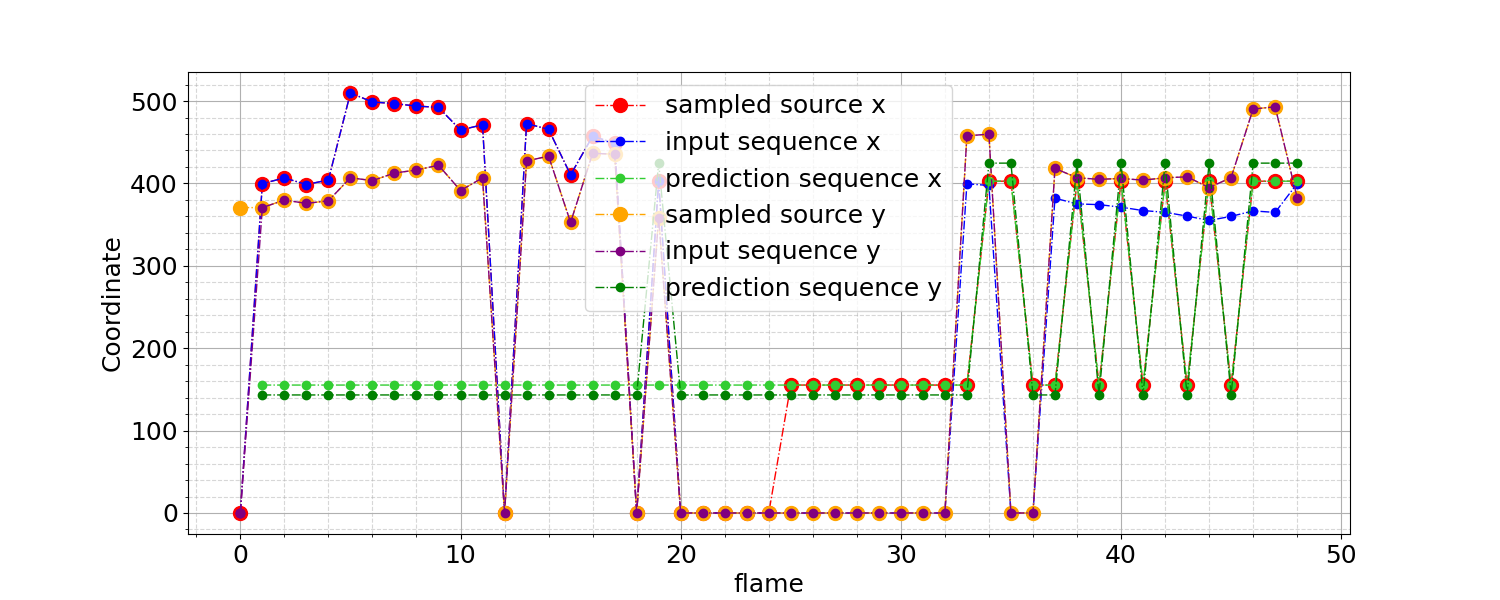 500
400
300
200
100
0
Coordinate
sampled source x
input sequence x
prediction sequence x
sampled source y
input sequence y
prediction sequence y
0 10 20 30 40 50
flame